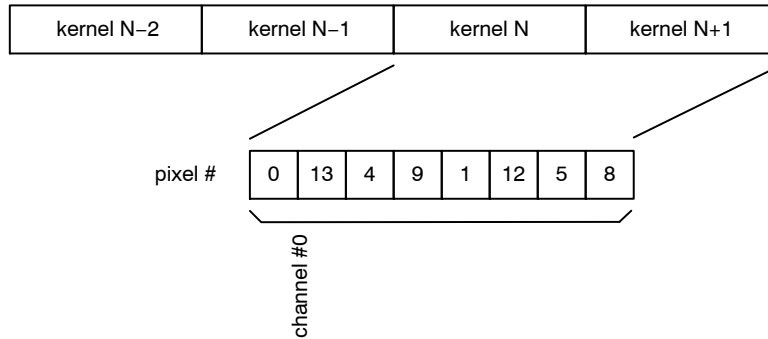 kernel N−2 kernel N−1 kernel N kernel N+1
pixel # 0 13 4 9 1 12 5 8
channel #0